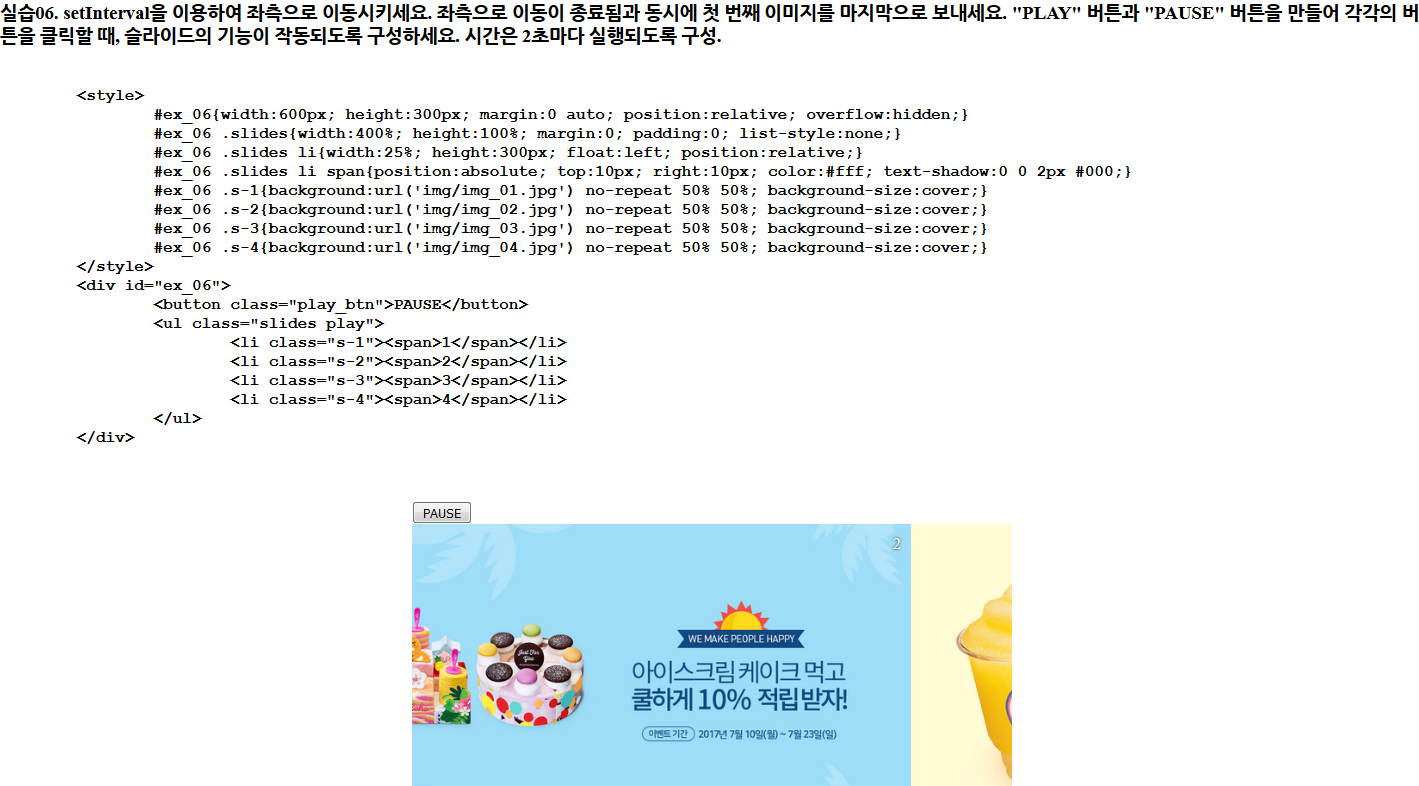 실습06. setInterval을 이용하여 좌측으로 이동시키세요. 좌측으로 이동이 종료됨과 동시에 첫 번째 이미지를 마지막으로 보내세요. "PLAY" 버튼과 "PAUSE" 버튼을 만들어 각각의 버
튼을 클릭할 때, 슬라이드의 기능이 작동되도록 구성하세요. 시간은 2초마다 실행되도록 구성.
<style>
#ex_06{width:600px; height:300px; margin:0 auto; position:relative; overflow:hidden;}
#ex_06 .slides{width:400%; height:100%; margin:0; padding:0; list-style:none;}
#ex_06 .slides li{width:25%; height:300px; float:left; position:relative;}
#ex_06 .slides li span{position:absolute; top:10px; right:10px; color:#fff; text-shadow:0 0 2px #000;}
#ex_06 .s-1{background:url('img/img_01.jpg') no-repeat 50% 50%; background-size:cover;}
#ex_06 .s-2{background:url('img/img_02.jpg') no-repeat 50% 50%; background-size:cover;}
#ex_06 .s-3{background:url('img/img_03.jpg') no-repeat 50% 50%; background-size:cover;}
#ex_06 .s-4{background:url('img/img_04.jpg') no-repeat 50% 50%; background-size:cover;}
</style>
<div id="ex_06">
<button class="play_btn">PAUSE</button>
<ul class="slides play">
<li class="s-1"><span>1</span></li>
<li class="s-2"><span>2</span></li>
<li class="s-3"><span>3</span></li>
<li class="s-4"><span>4</span></li>
</ul>
</div>
PAUSE
2
WE MAKE PEOPLE HAPPY
Just For
You
아이스크림 케이크 먹고
쿨하게 10% 적립받자!
이벤트 기간 2017년 7월 10일(월) ~ 7월 23일(일)